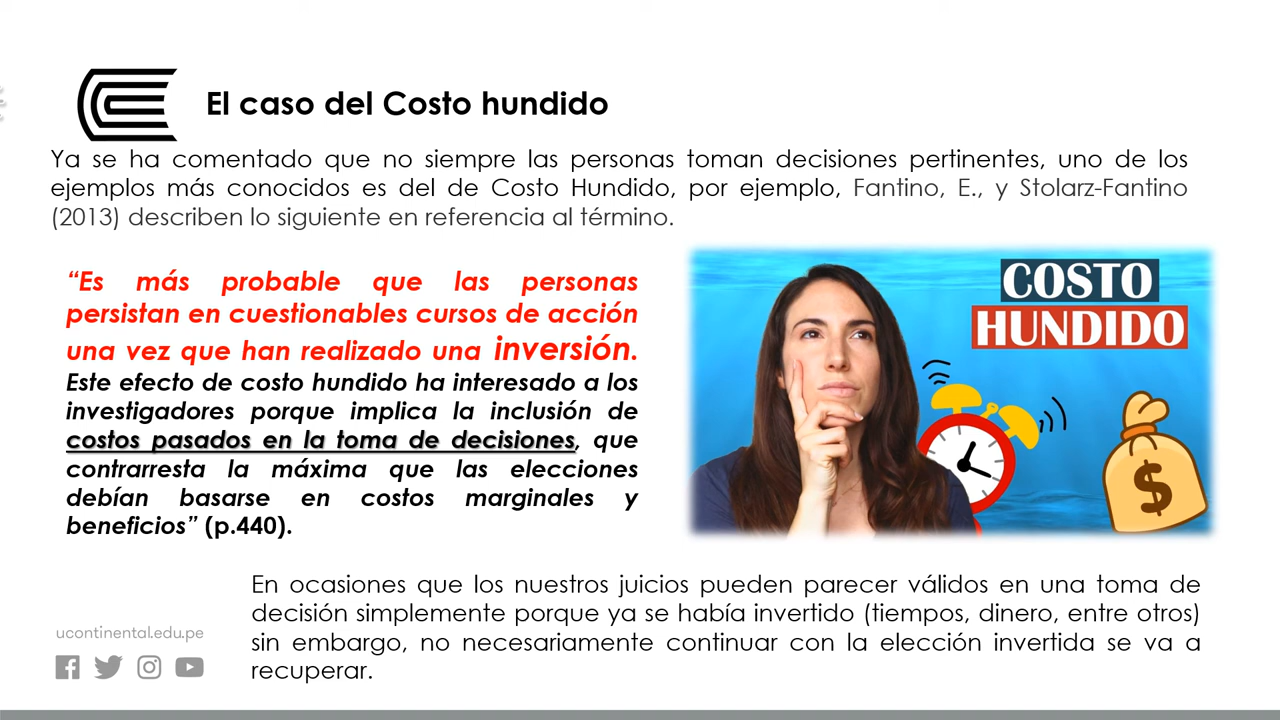 El caso del Costo hundido
Ya se ha comentado que no siempre las personas toman decisiones pertinentes, uno de los
ejemplos más conocidos es del de Costo Hundido, por ejemplo, Fantino, E., y Stolarz-Fantino
(2013) describen lo siguiente en referencia al término.
“Es más probable que las personas
persistan en cuestionables cursos de acción
una vez que han realizado una inversión.
Este efecto de costo hundido ha interesado a los
investigadores porque implica la inclusión de
costos pasados en la toma de decisiones, que
contrarresta la máxima que las elecciones
debían basarse en costos marginales y
beneficios” (p.440).
COSTO
HUNDIDO
$
En ocasiones que los nuestros juicios pueden parecer válidos en una toma de
decisión simplemente porque ya se había invertido (tiempos, dinero, entre otros)
sin embargo, no necesariamente continuar con la elección invertida se va a
recuperar.
ucontinental.edu.pe